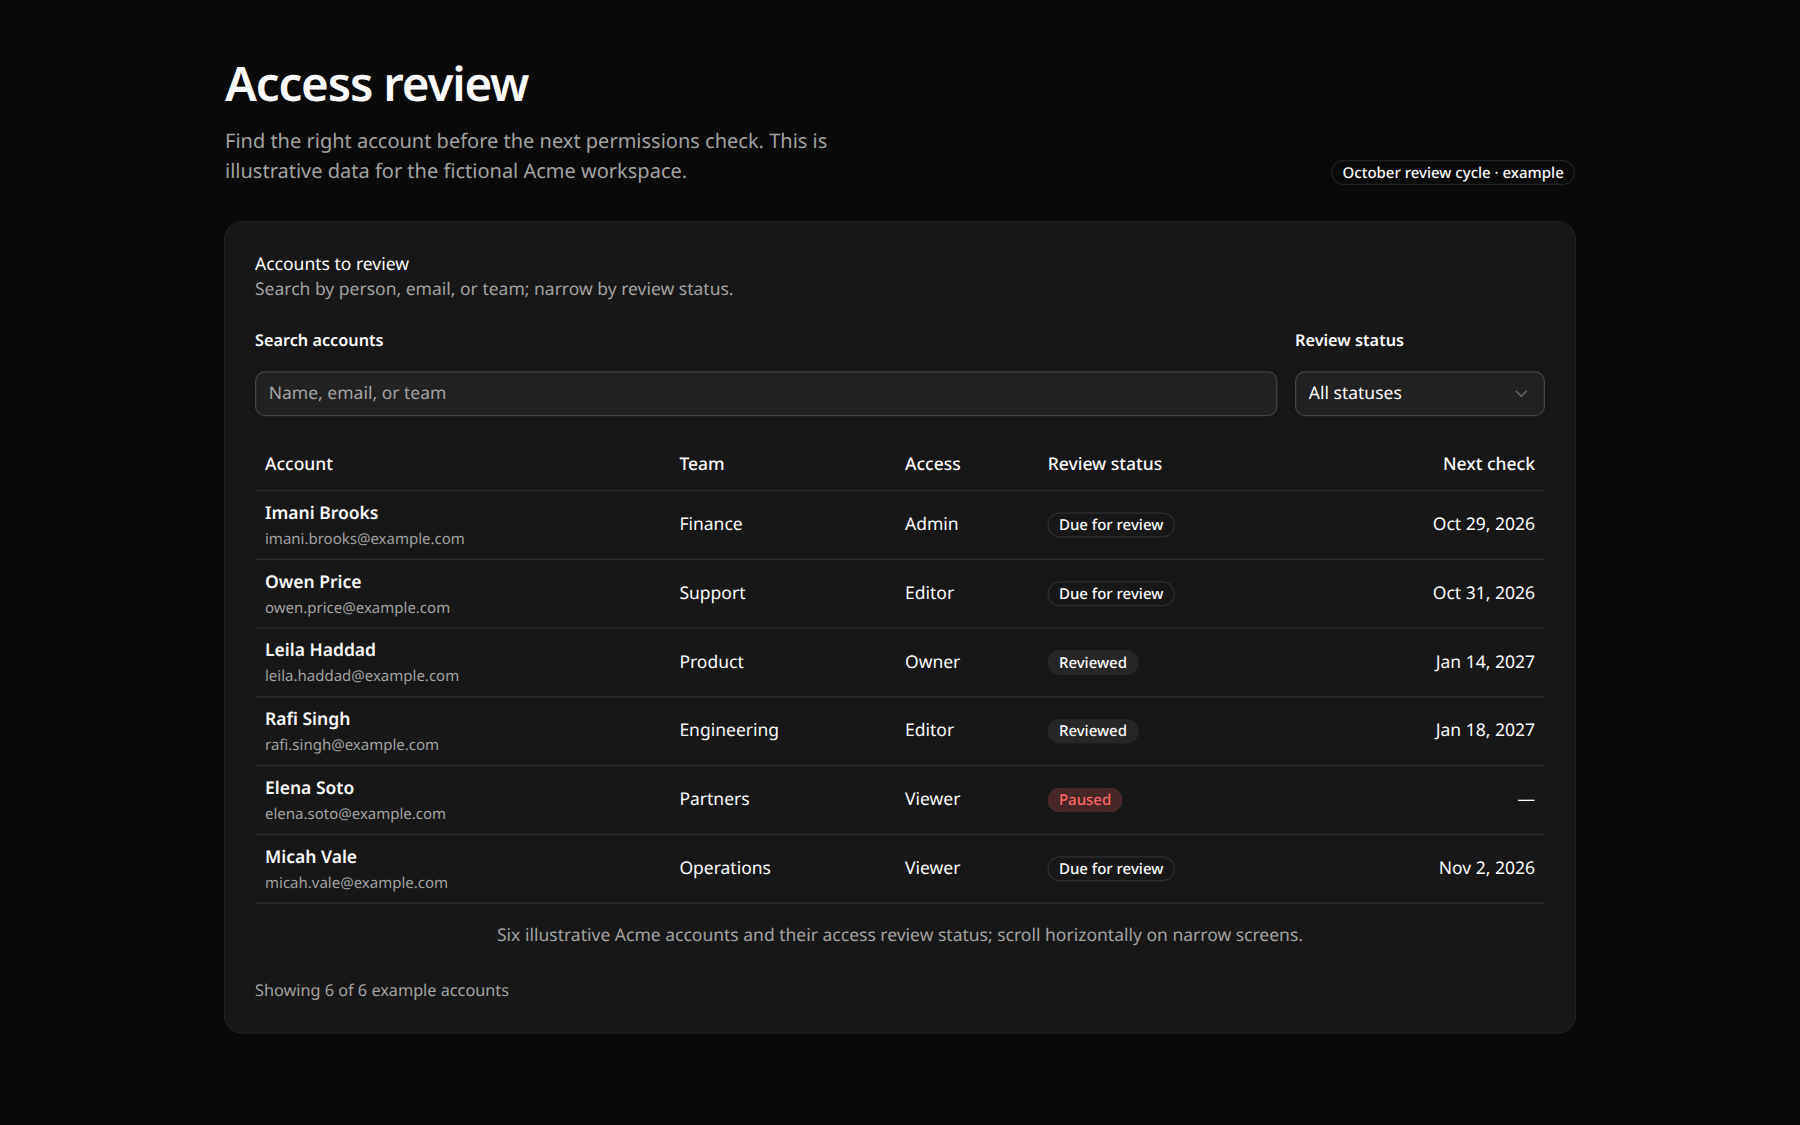 Access review
Find the right account before the next permissions check. This is
illustrative data for the fictional Acme workspace.
October review cycle · example
Accounts to review
Search by person, email, or team; narrow by review status.
Search accounts
Review status
Name, email, or team
All statuses
Account Team Access Review status Next check
Imani Brooks
imani.brooks@example.com
Finance Admin Due for review Oct 29, 2026
Owen Price
owen.price@example.com
Support Editor Due for review Oct 31, 2026
Leila Haddad
leila.haddad@example.com
Product Owner Reviewed Jan 14, 2027
Rafi Singh
rafi.singh@example.com
Engineering Editor Reviewed Jan 18, 2027
Elena Soto
elena.soto@example.com
Partners Viewer Paused —
Micah Vale
micah.vale@example.com
Operations Viewer Due for review Nov 2, 2026
Six illustrative Acme accounts and their access review status; scroll horizontally on narrow screens.
Showing 6 of 6 example accounts